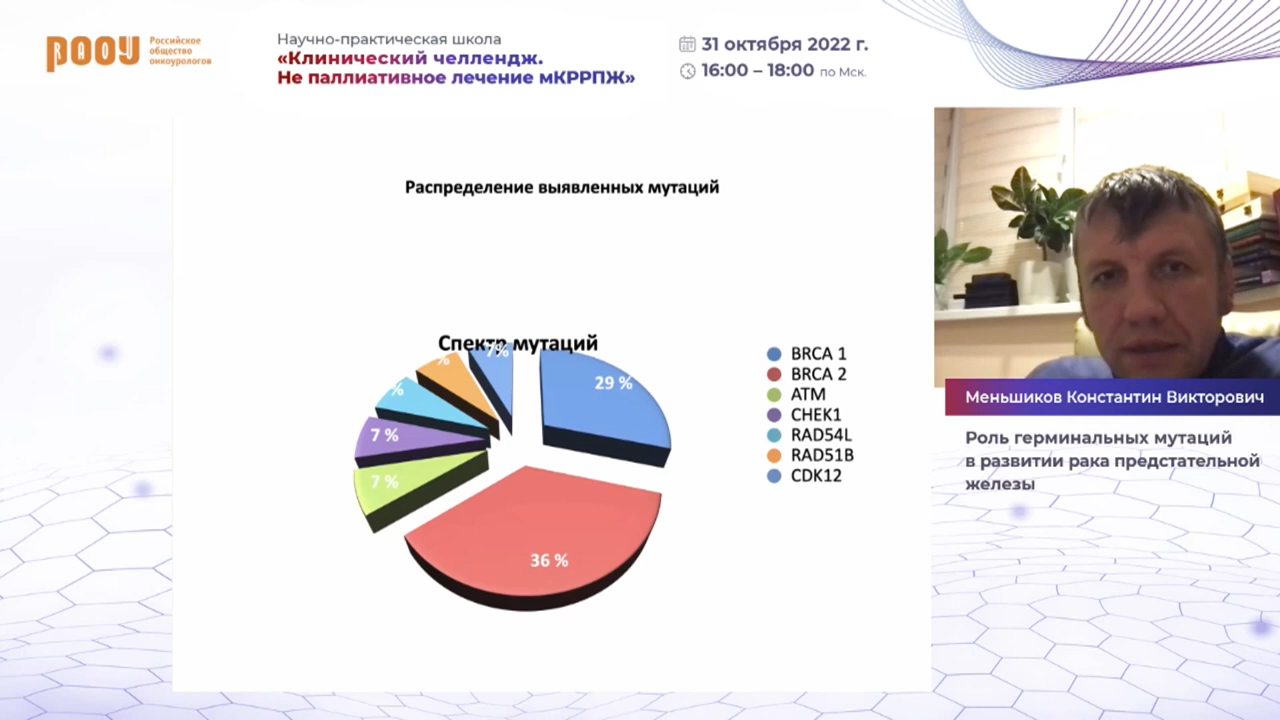 РАОУ
Российское
общество
онкоурологов
Научно-практическая школа
«Клинический челлендж.
Не паллиативное лечение мКРРПЖ»
31 октября 2022 г.
16:00 – 18:00 по Мск.
Распределение выявленных мутаций
Спектр мутаций
7%
%
%
7 %
7 %
29 %
36 %
BRCA 1
BRCA 2
ATM
CHEK1
RAD54L
RAD51B
CDK12
Меньшиков Константин Викторович
Роль герминальных мутаций
в развитии рака предстательной
железы